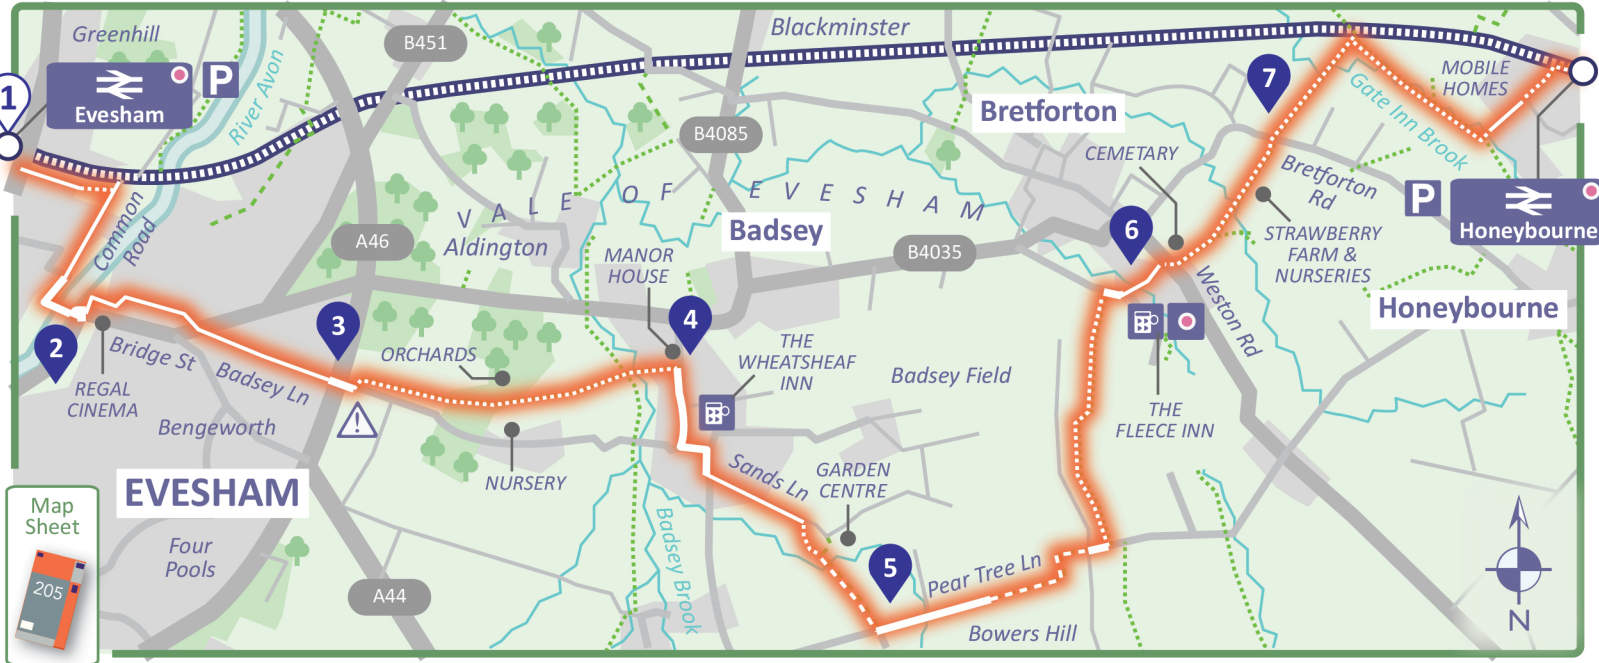 Greenhill
B451
Blackminster
7
MOBILE
HOMES
1
Evesham
P
River Avon
B4085
Bretforton
Gate Inn Brook
CEMETARY
Bretforton
Rd
P
Honeybourne
VALE OF EVESHAM
Common
Road
A46
Aldington
Badsey
MANOR
HOUSE
B4035
6
STRAWBERRY
FARM &
NURSERIES
Weston Rd
Honeybourne
2
3
4
Bridge St
Badsey Ln
ORCHARDS
THE
WHEATSHEAF
INN
Badsey Field
REGAL
CINEMA
Bengeworth
THE
FLEECE INN
EVESHAM
NURSERY
Sands Ln
GARDEN
CENTRE
Map
Sheet
205
Four
Pools
Badsey Brook
5
Pear Tree Ln
A44
Bowers Hill
N